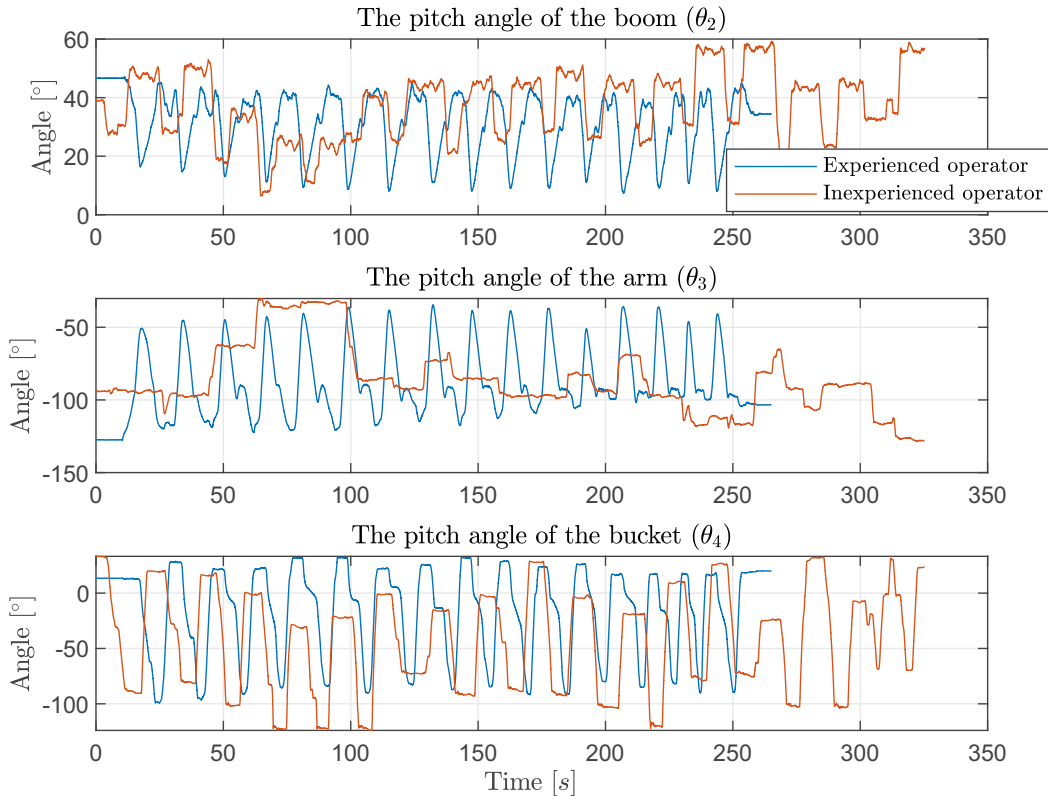 The pitch angle of the boom (θ2)
60
40
20
0
Angle [°]
Experienced operator
Inexperienced operator
0 50 100 150 200 250 300 350
The pitch angle of the arm (θ3)
-50
-100
-150
Angle [°]
0 50 100 150 200 250 300 350
The pitch angle of the bucket (θ4)
0
-50
-100
Angle [°]
0 50 100 150 200 250 300 350
Time [s]